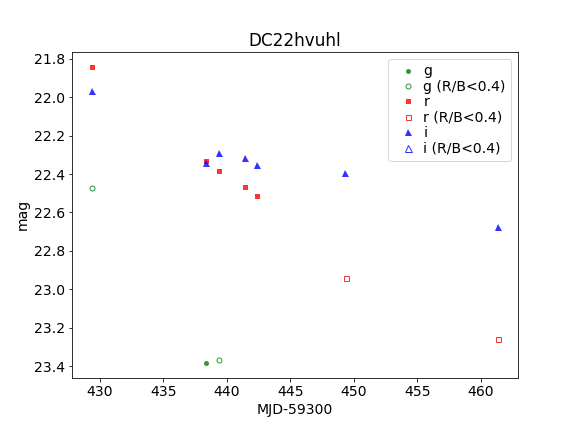 DC22hvuhl
21.8
22.0
22.2
22.4
22.6
22.8
23.0
23.2
23.4
mag
g
g (R/B<0.4)
r
r (R/B<0.4)
i
i (R/B<0.4)
430 435 440 445 450 455 460
MJD-59300